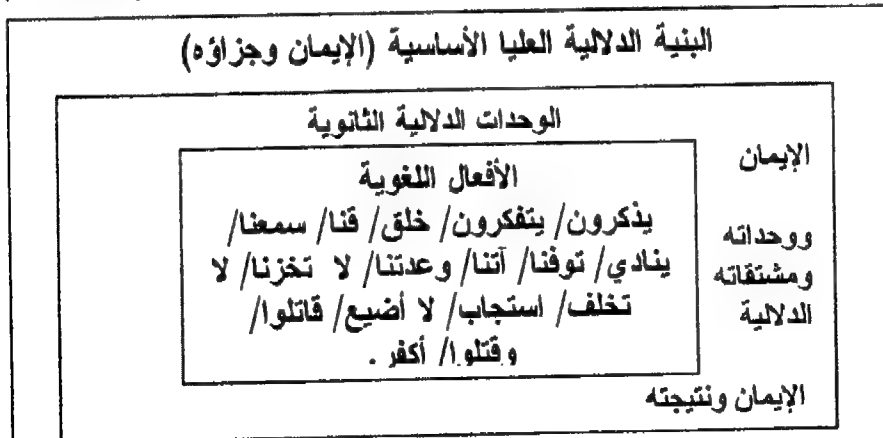 البنية الدلالية العليا الأساسية (الإيمان وجزاؤه)
الوحدات الدلالية الثانوية
الإيمان
ووحداته
ومشتقاته
الدلالية
الأفعال اللغوية
يذكرون/ يتفكرون/ خلق/ قنا/ سمعنا/
ينادي/ توفنا/ آتنا/ وعدتنا/ لا تخزنا/ لا
تخلف/ استجاب/ لا أضيع/ قاتلوا/
وقتلوا/ أكفر .
الإيمان ونتيجته